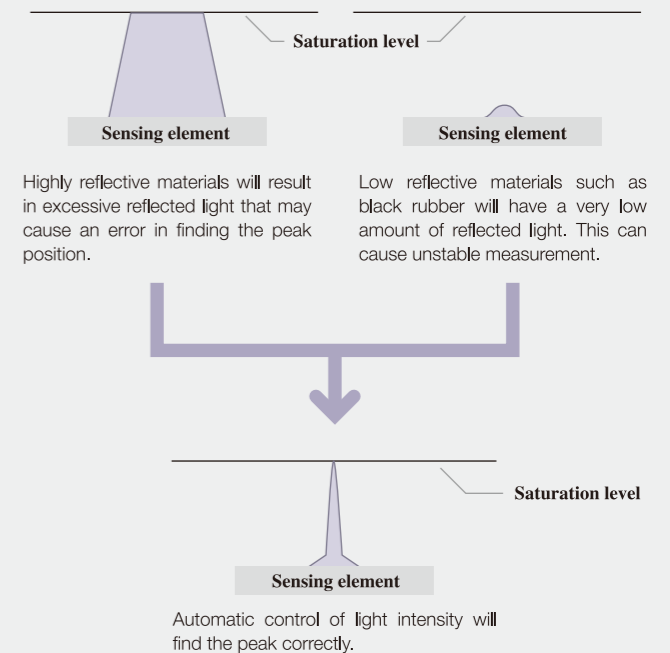 Saturation level
Sensing element
Sensing element
Highly reflective materials will result
in excessive reflected light that may
cause an error in finding the peak
position.
Low reflective materials such as
black rubber will have a very low
amount of reflected light. This can
cause unstable measurement.
Saturation level
Sensing element
Automatic control of light intensity will
find the peak correctly.